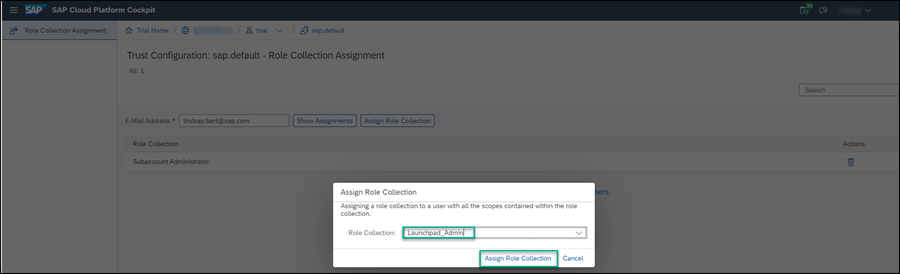 SAP SAP Cloud Platform Cockpit 30
Role Collection Assignment
Trial Home / / trial / sap.default
Trust Configuration: sap.default - Role Collection Assignment
All: 1
Search
E-Mail Address: * lindsay.bert@sap.com Show Assignments Assign Role Collection
Role Collection Actions
Subaccount Administrator
Assign Role Collection
Assigning a role collection to a user with all the scopes contained within the role
collection.
Role Collection: Launchpad_Admin
Assign Role Collection Cancel